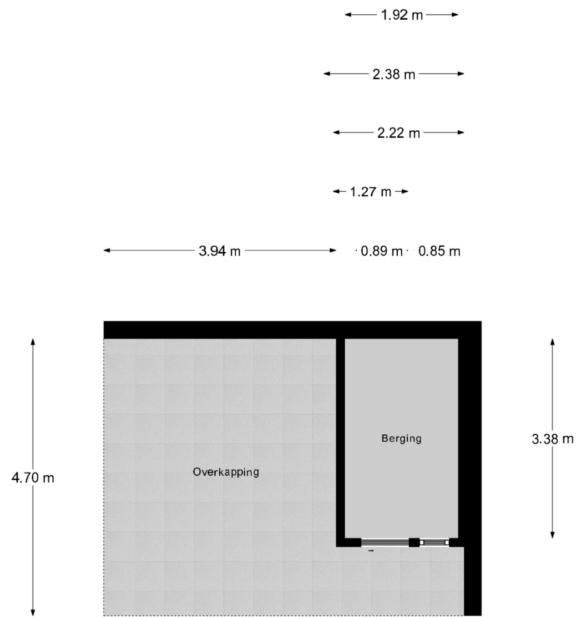 1.92 m
2.38 m
2.22 m
1.27 m
3.94 m
0.89 m
0.85 m
Berging
3.38 m
Overkapping
4.70 m